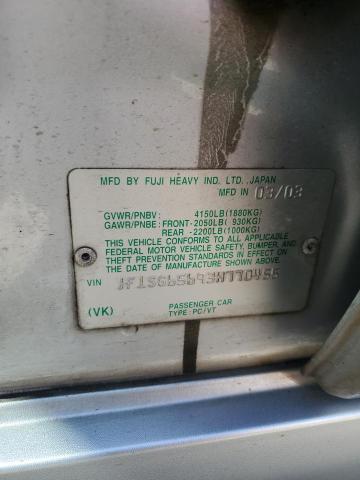 MFD BY FUJI HEAVY IND. LTD., JAPAN
MFD IN 03/03
GVWR/PNBV: 4150LB(1880KG)
GAWR/PNBE: FRONT-2050LB( 930KG)
REAR -2200LB(1000KG)
THIS VEHICLE CONFORMS TO ALL APPLICABLE
FEDERAL MOTOR VEHICLE SAFETY, BUMPER, AND
THEFT PREVENTION STANDARDS IN EFFECT ON
THE DATE OF MANUFACTURE SHOWN ABOVE.
VIN
PASSENGER CAR
(VK) TYPE: PC/VT